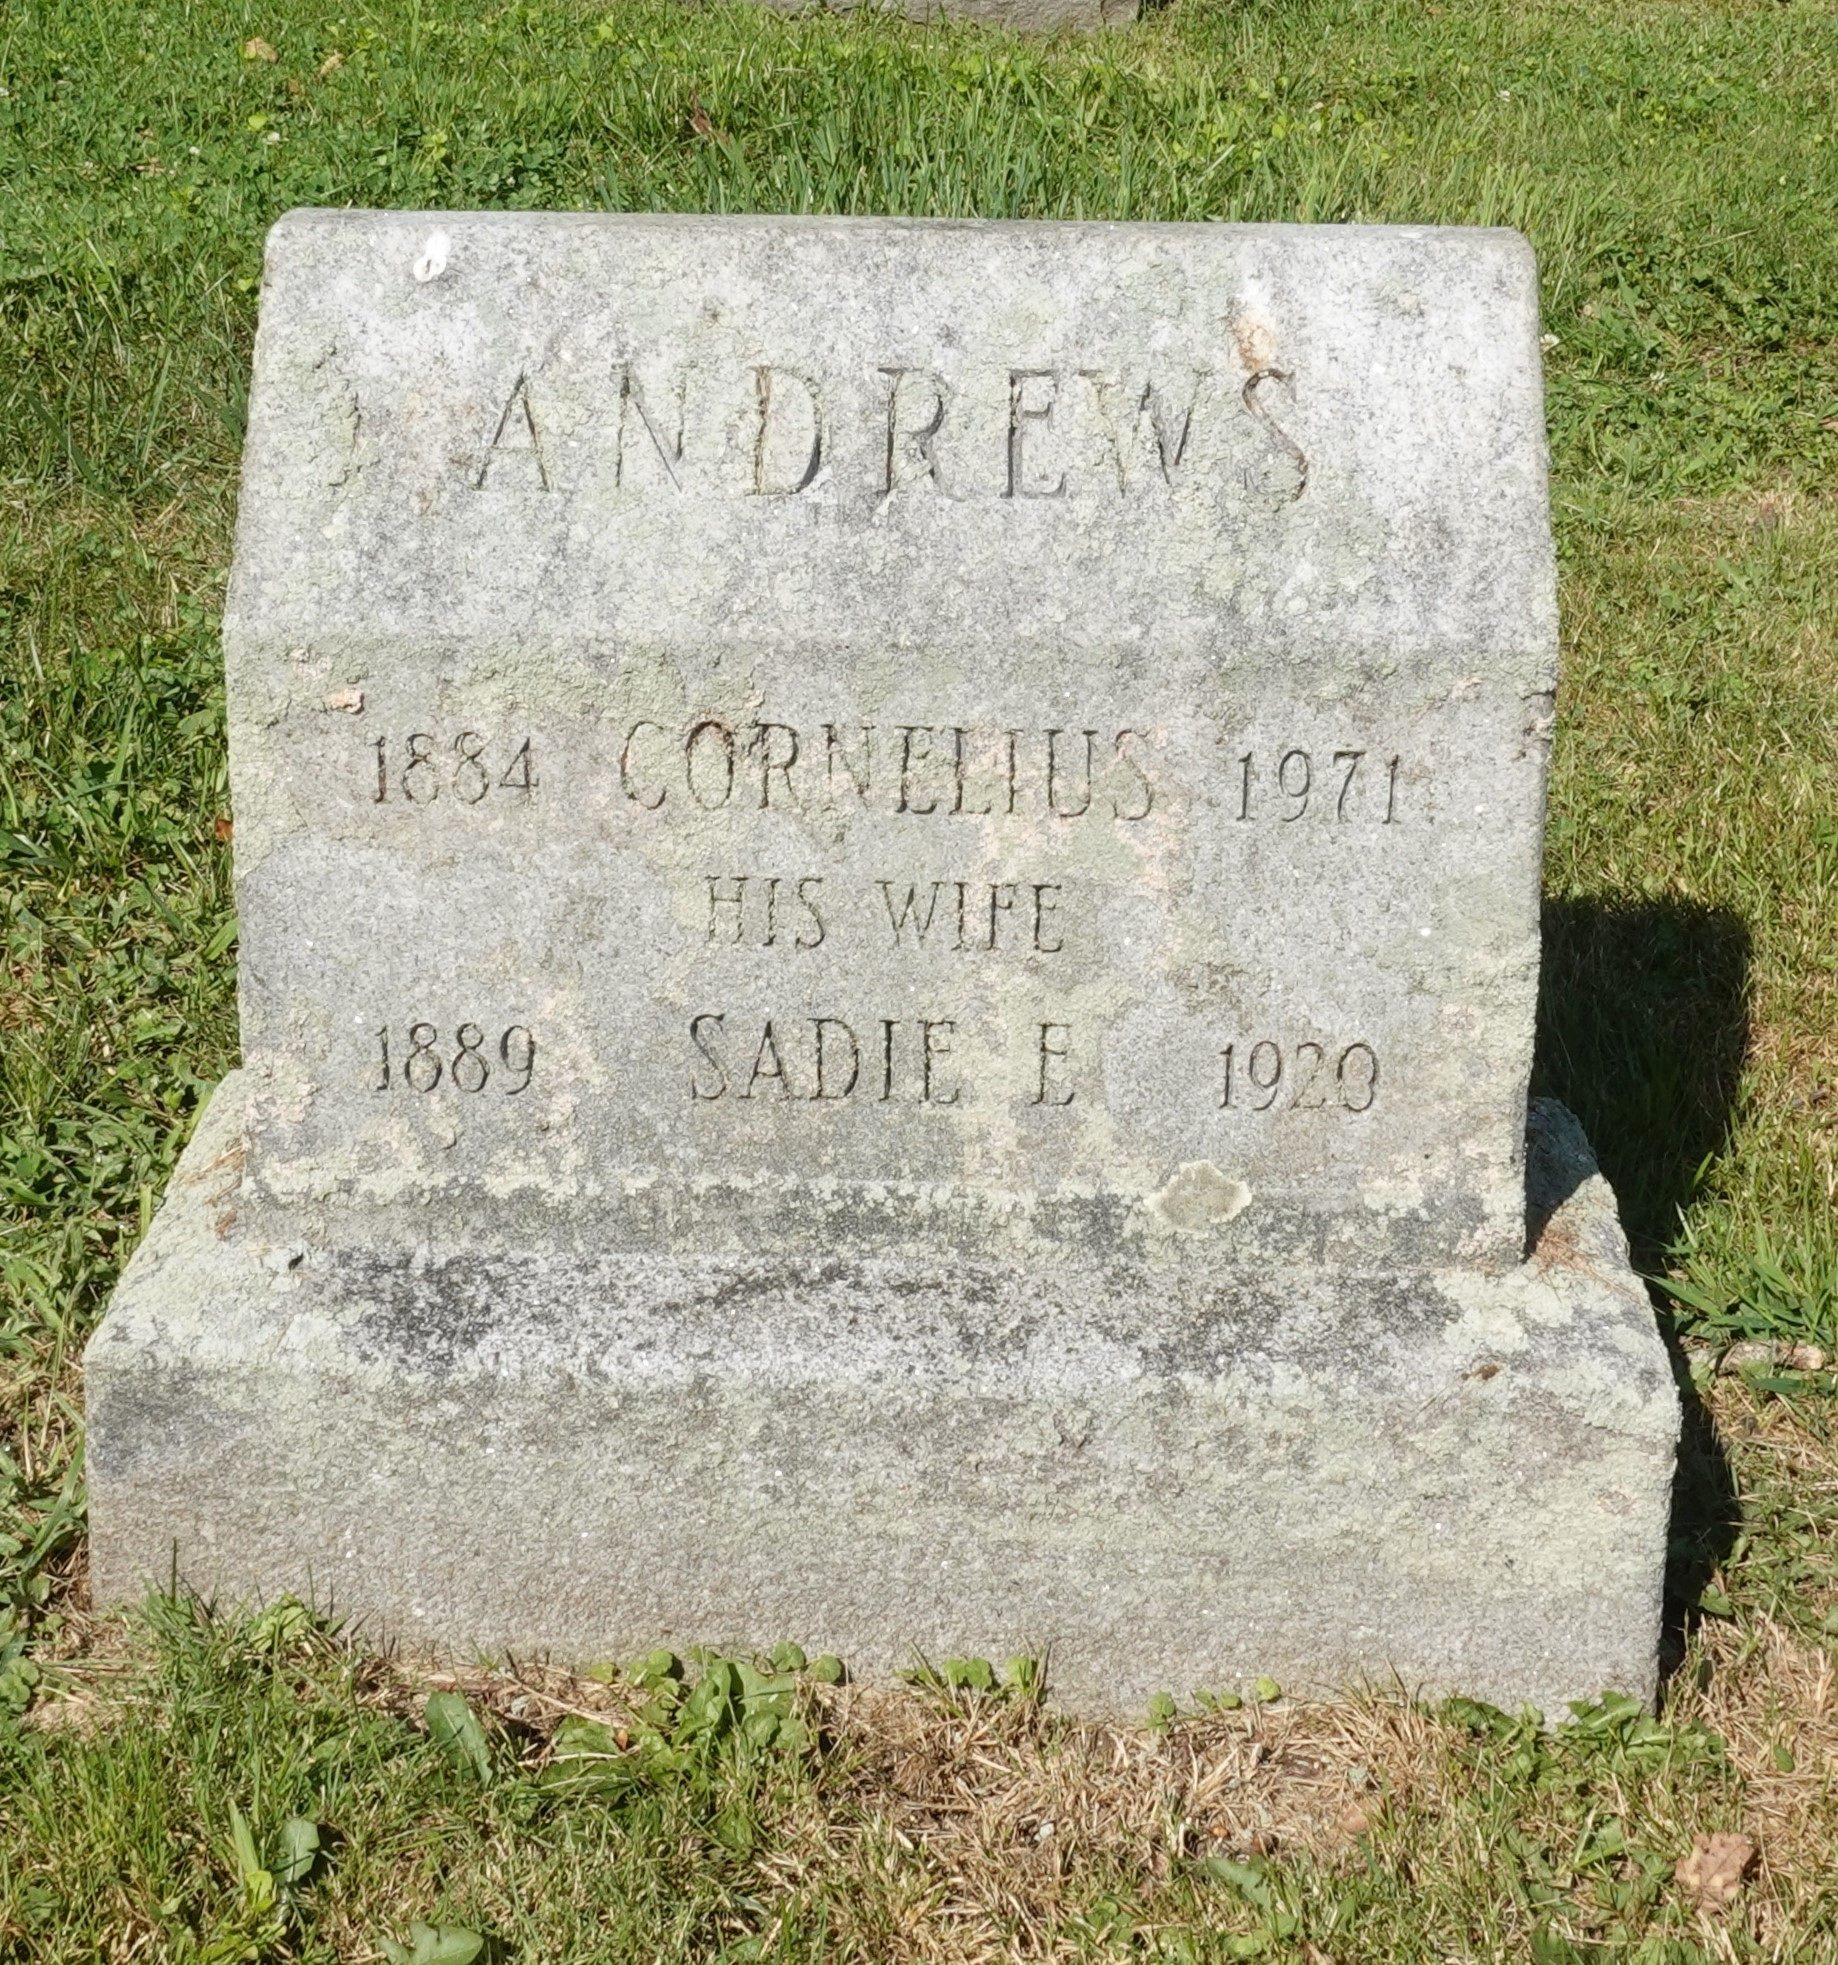 ANDREWS
1884 CORNELIUS 1971
HIS WIFE
1889 SADIE E 1920